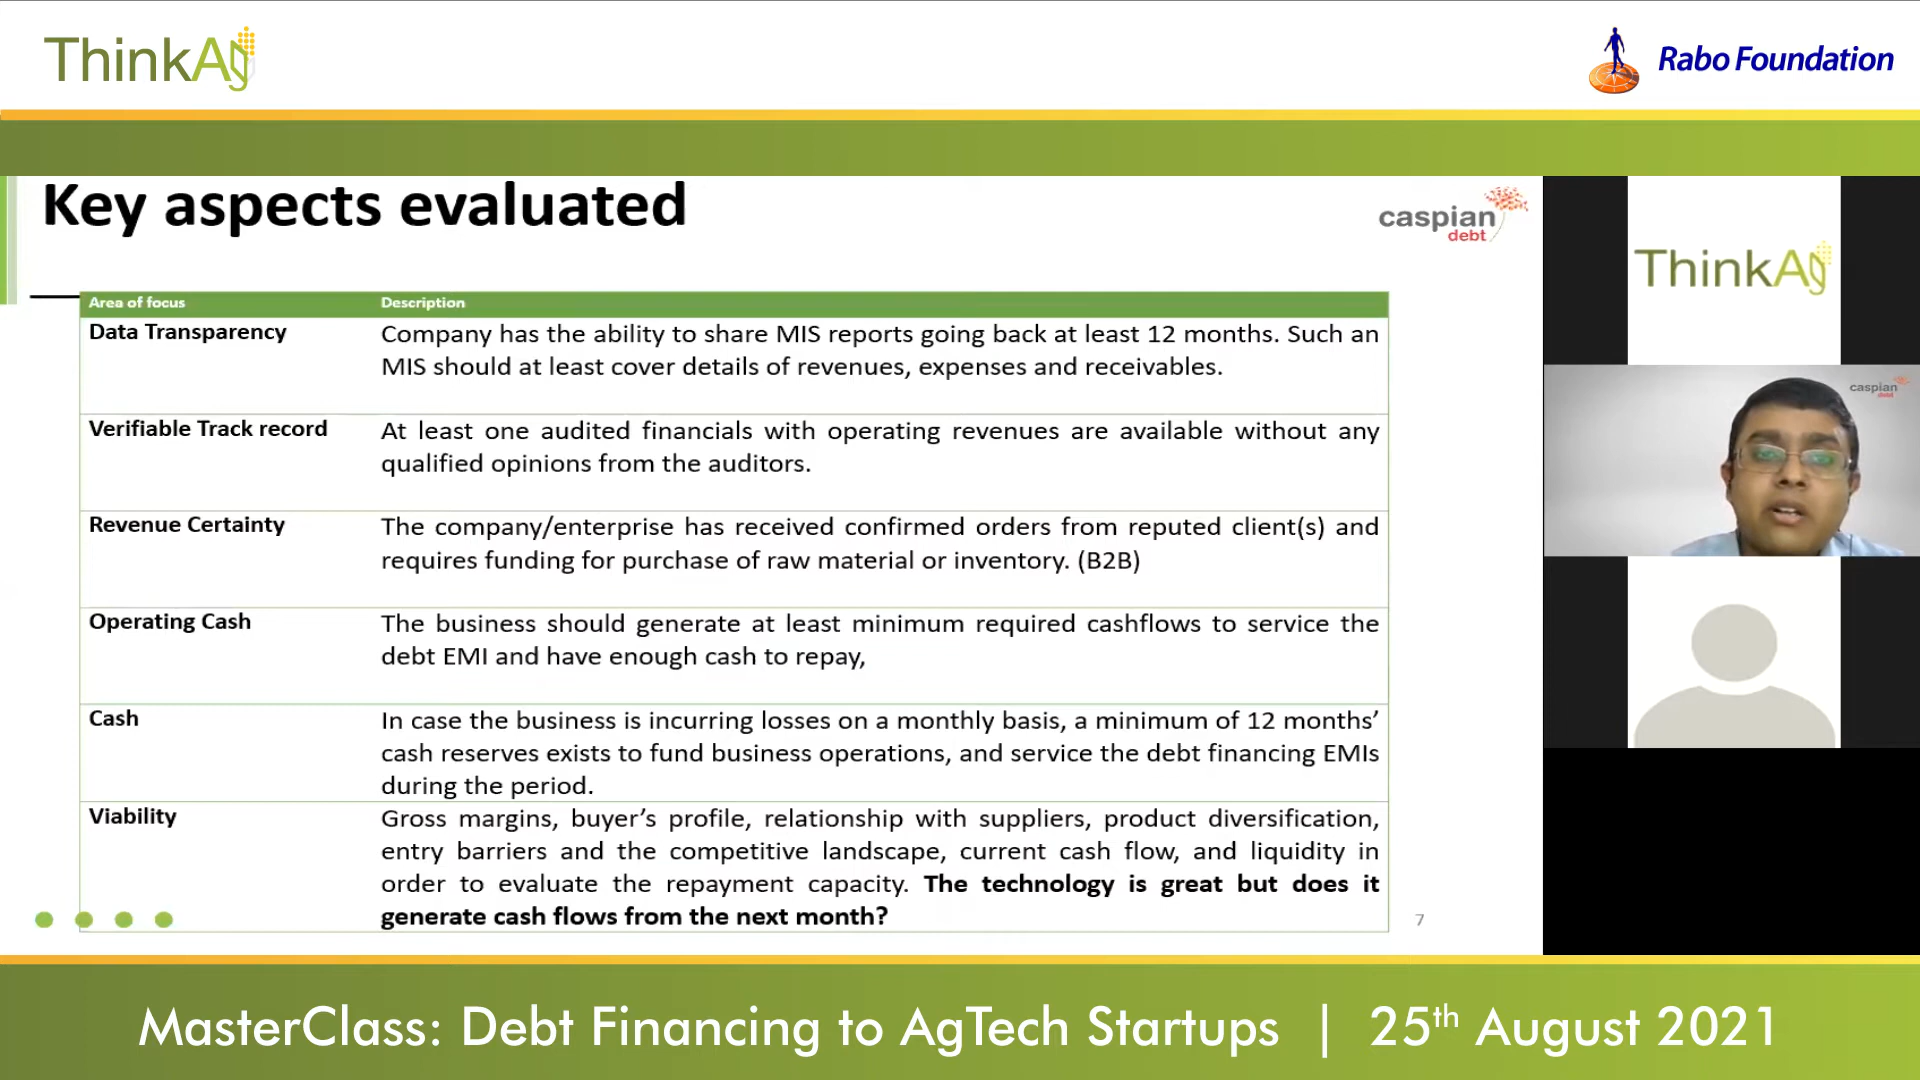 ThinkAg
Rabo Foundation
Key aspects evaluated
caspian
debt
Area of focus
Description
Data Transparency
Company has the ability to share MIS reports going back at least 12 months. Such an
MIS should at least cover details of revenues, expenses and receivables.
Verifiable Track record
At least one audited financials with operating revenues are available without any
qualified opinions from the auditors.
Revenue Certainty
The company/enterprise has received confirmed orders from reputed client(s) and
requires funding for purchase of raw material or inventory. (B2B)
Operating Cash
The business should generate at least minimum required cashflows to service the
debt EMI and have enough cash to repay,
Cash
In case the business is incurring losses on a monthly basis, a minimum of 12 months’
cash reserves exists to fund business operations, and service the debt financing EMIs
during the period.
Viability
Gross margins, buyer’s profile, relationship with suppliers, product diversification,
entry barriers and the competitive landscape, current cash flow, and liquidity in
order to evaluate the repayment capacity. The technology is great but does it
generate cash flows from the next month?
7
ThinkAg
caspian
debt
MasterClass: Debt Financing to AgTech Startups | 25th August 2021